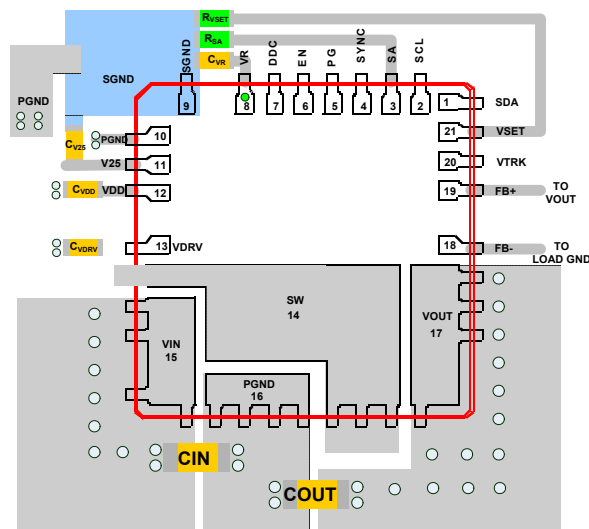 RVSET
RSA
CVR
SGND
PGND
SGND
VR
DDC
EN
PG
SYNC
SA
SCL
9
8
7
6
5
4
3
2
1
SDA
21
VSET
20
VTRK
19
FB+
TO
VOUT
18
FB-
TO
LOAD GND
CV25
PGND
10
V25
11
CVDD
VDD
12
CVDRV
13
VDRV
SW
14
VOUT
17
VIN
15
PGND
16
CIN
COUT